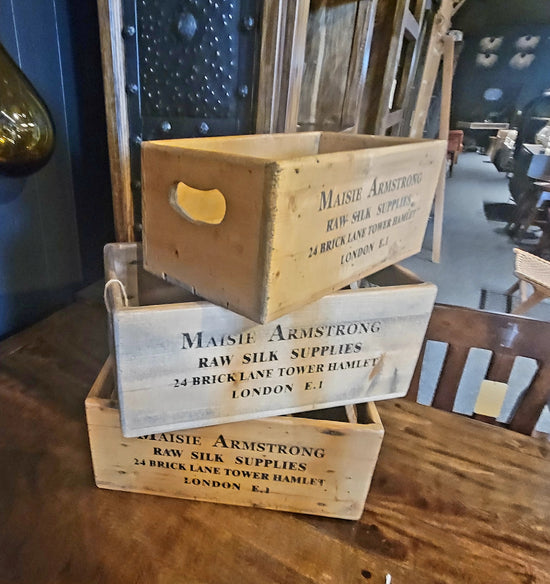 MAISIE ARMSTRONG
RAW SILK SUPPLIES
24 BRICK LANE TOWER HAMLET
LONDON E.1
MAISIE ARMSTRONG
RAW SILK SUPPLIES
24 BRICK LANE TOWER HAMLET
LONDON E.1
MAISIE ARMSTRONG
RAW SILK SUPPLIES
24 BRICK LANE TOWER HAMLET
LONDON E.1